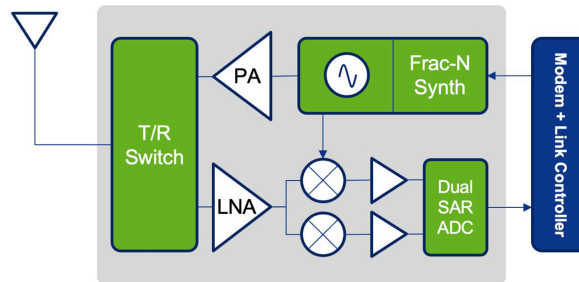 PA
Frac-N
Synth
T/R
Switch
LNA
Dual
SAR
ADC
Modem + Link Controller